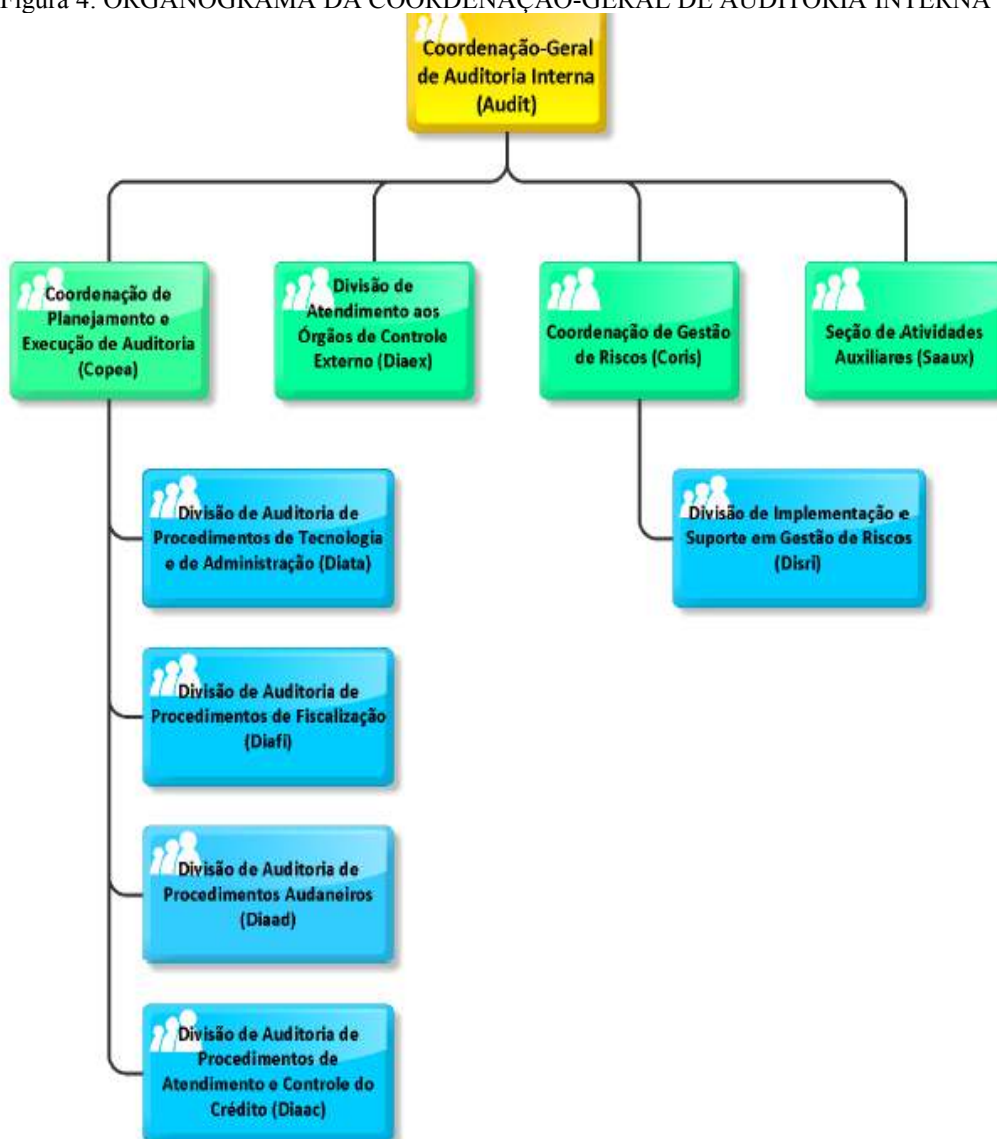 Figura 4: ORGANOGRAMA DA COORDENAÇÃO-GERAL DE AUDITORIA INTERNA
Coordenação-Geral
de Auditoria Interna
(Audit)
Coordenação de
Planejamento e
Execução de Auditoria
(Copea)
Divisão de
Atendimento aos
Órgãos de Controle
Externo (Diaex)
Coordenação de Gestão
de Riscos (Coris)
Seção de Atividades
Auxiliares (Saaux)
Divisão de Auditoria de
Procedimentos de Tecnologia
e de Administração (Diata)
Divisão de Implementação e
Suporte em Gestão de Riscos
(Disri)
Divisão de Auditoria de
Procedimentos de Fiscalização
(Diafi)
Divisão de Auditoria de
Procedimentos Audaneiros
(Diaad)
Divisão de Auditoria de
Procedimentos de
Atendimento e Controle do
Crédito (Diaac)